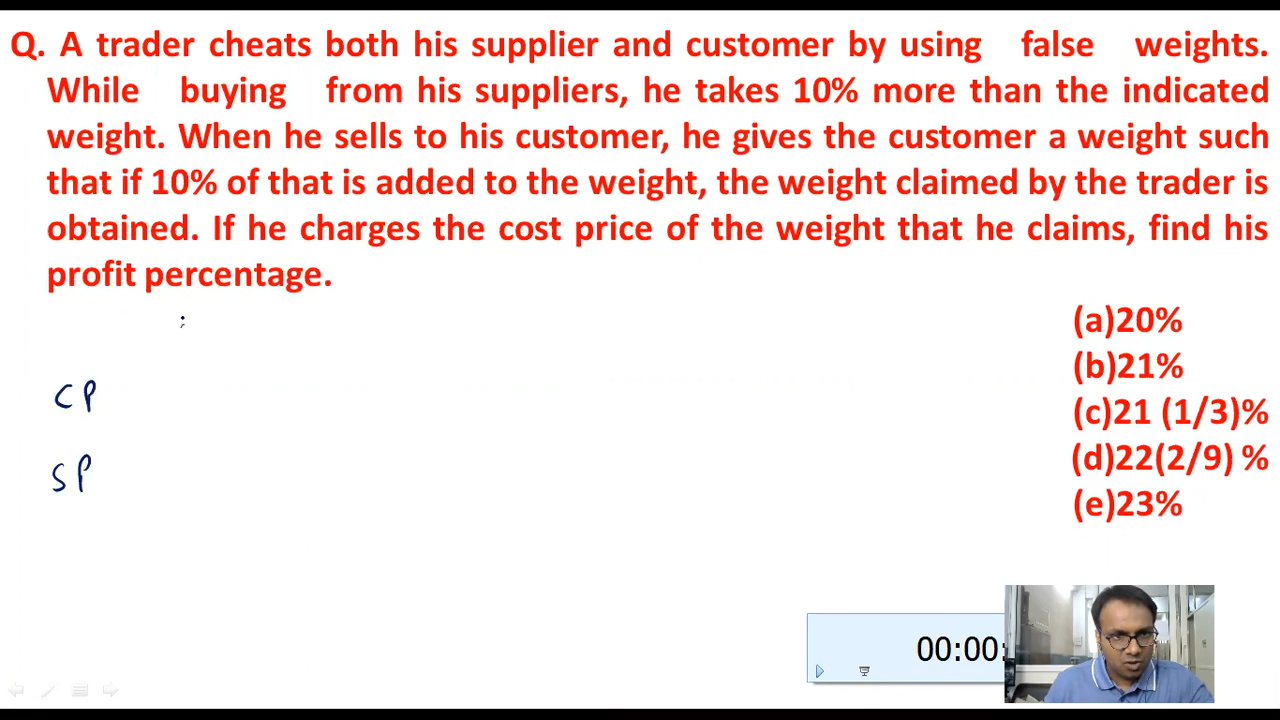 Q. A trader cheats both his supplier and customer by using false weights.
While buying from his suppliers, he takes 10% more than the indicated
weight. When he sells to his customer, he gives the customer a weight such
that if 10% of that is added to the weight, the weight claimed by the trader is
obtained. If he charges the cost price of the weight that he claims, find his
profit percentage.
(a)20%
(b)21%
(c)21 (1/3)%
(d)22(2/9) %
(e)23%
CP
SP
00:00: